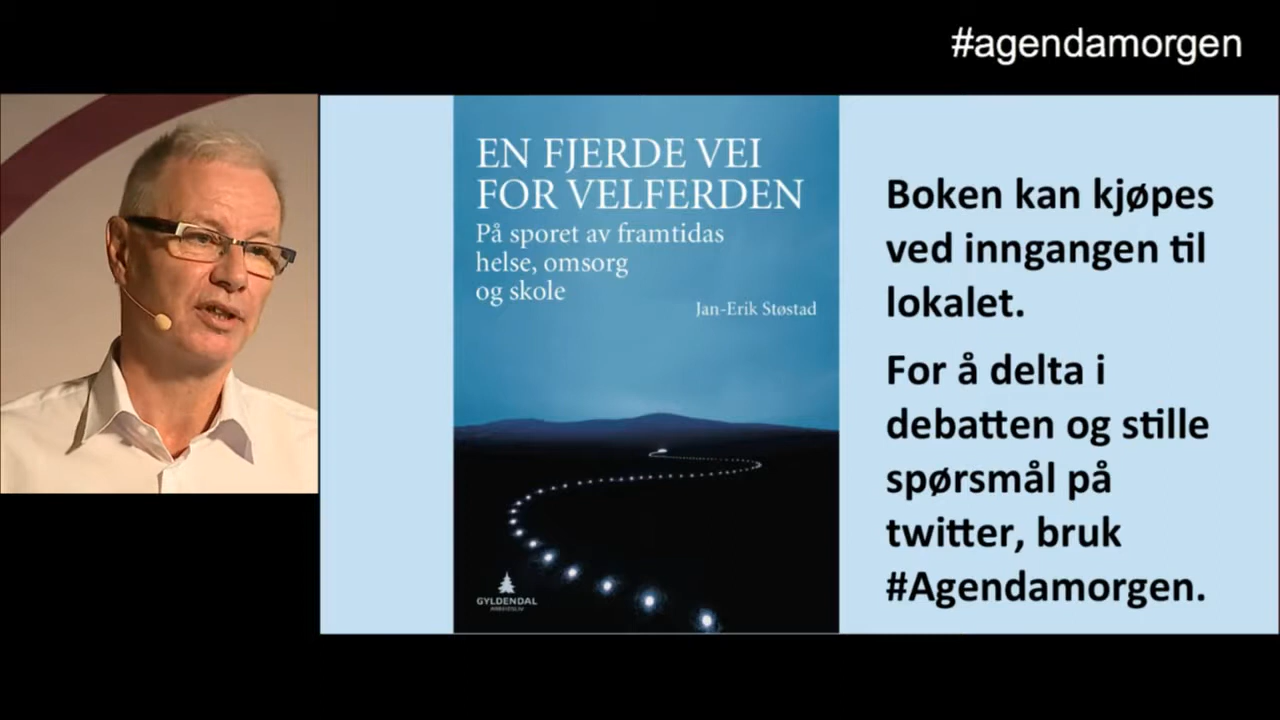 #agendamorgen
EN FJERDE VEI
FOR VELFERDEN
På sporet av framtidas
helse, omsorg
og skole
Jan-Erik Støstad
GYLDENDAL
ARBEIDSLIV
Boken kan kjøpes
ved inngangen til
lokalet.
For å delta i
debatten og stille
spørsmål på
twitter, bruk
#Agendamorgen.